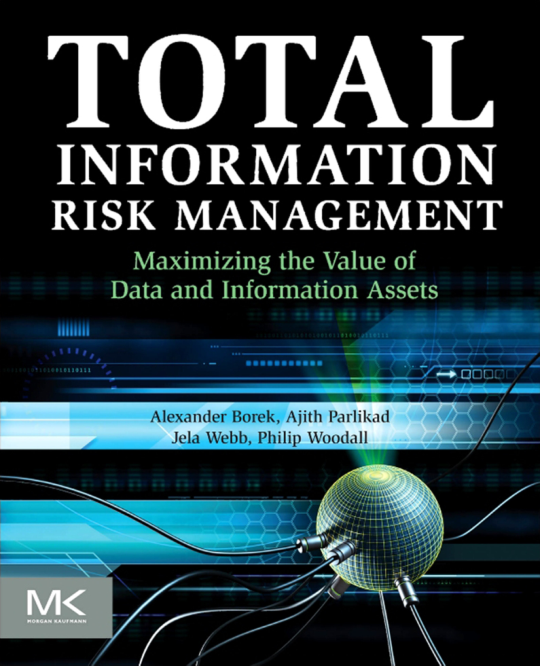 TOTAL
INFORMATION
RISK MANAGEMENT
Maximizing the Value of
Data and Information Assets
Alexander Borek, Ajith Parlikad
Jela Webb, Philip Woodall
MK
MORGAN KAUFMANN